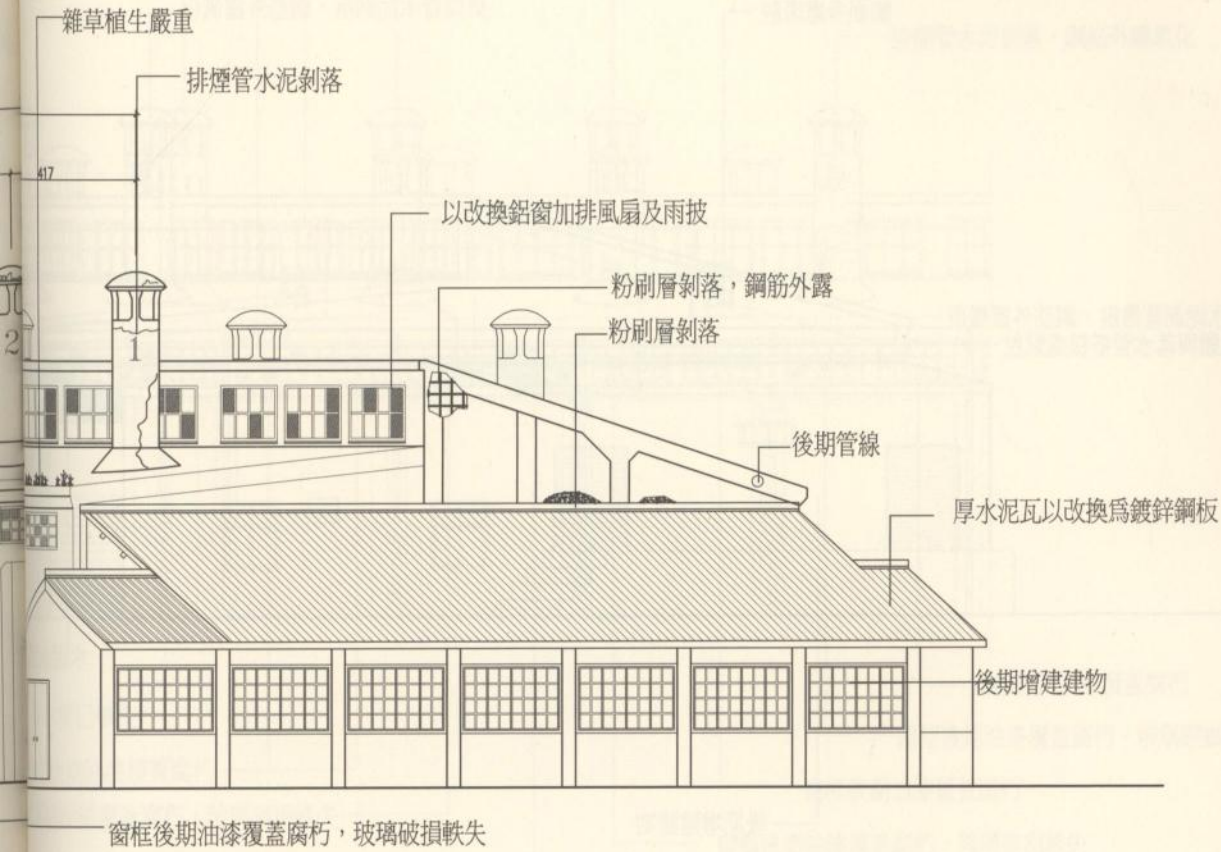 雜草植生嚴重
排煙管水泥剝落
417
以改換鋁窗加排風扇及雨披
粉刷層剝落，鋼筋外露
2
1
粉刷層剝落
後期管線
厚水泥瓦以改換爲鍍鋅鋼板
後期增建建物
窗框後期油漆覆蓋腐朽，玻璃破損軼失